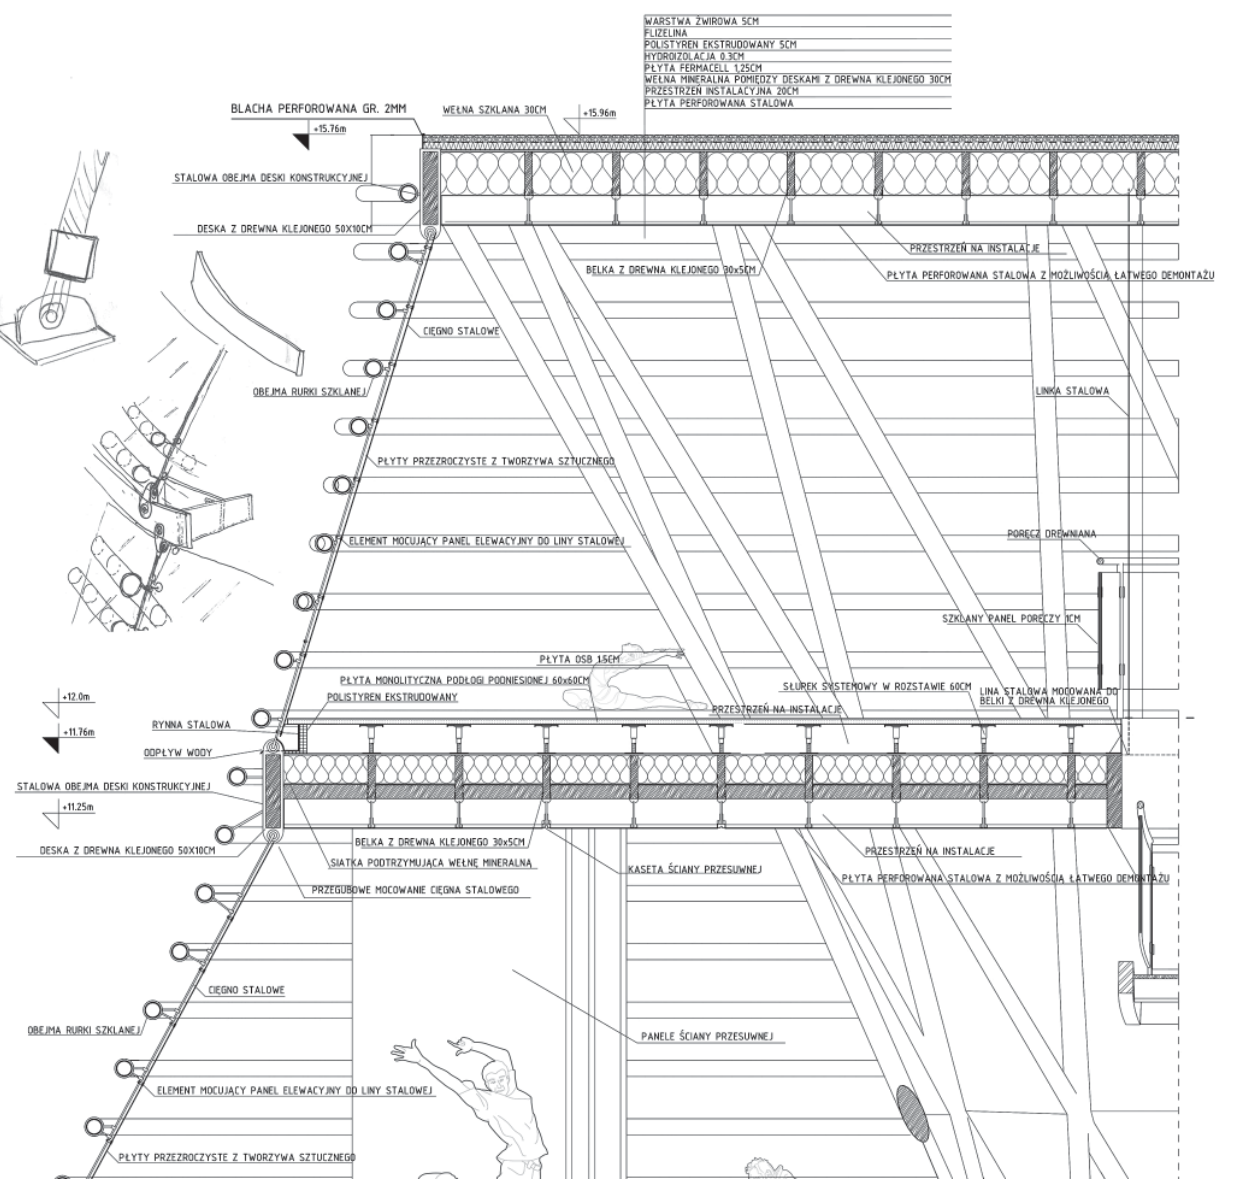 WARSTWA ŻWIROWA 5CM
FLIZELINA
POLISTYREN EKSTRUDOWANY 5CM
HYDROIZOLACJA 0.3CM
PŁYTA FERMACELL 1,25CM
WEŁNA MINERALNA POMIĘDZY DESKAMI Z DREWNA KLEJONEGO 30CM
PRZESTRZEŃ INSTALACYJNA 20CM
PŁYTA PERFOROWANA STALOWA
BLACHA PERFOROWANA GR. 2MM
WEŁNA SZKLANA 30CM
+15.96m
+15.76m
STALOWA OBEJMA DESKI KONSTRUKCYJNEJ
DESKA Z DREWNA KLEJONEGO 50X10CM
PRZESTRZEŃ NA INSTALACJE
BELKA Z DREWNA KLEJONEGO 30x5CM
PŁYTA PERFOROWANA STALOWA Z MOŻLIWOŚCIĄ ŁATWEGO DEMONTAŻU
CIĘGNO STALOWE
OBEJMA RURKI SZKLANEJ
LINKA STALOWA
PŁYTY PRZEZROCZYSTE Z TWORZYWA SZTUCZNEGO
PORĘCZ DREWNIANA
ELEMENT MOCUJĄCY PANEL ELEWACYJNY DO LINY STALOWEJ
SZKLANY PANEL PORĘCZY 1CM
PŁYTA OSB 1.5CM
PŁYTA MONOLITYCZNA PODŁOGI PODNIESIONEJ 60x60CM
SŁUPEK SYSTEMOWY W ROZSTAWIE 60CM
LINA STALOWA MOCOWANA DO
BELKI Z DREWNA KLEJONEGO
+12.0m
POLISTYREN EKSTRUDOWANY
PRZESTRZEŃ NA INSTALACJE
RYNNA STALOWA
+11.76m
ODPŁYW WODY
STALOWA OBEJMA DESKI KONSTRUKCYJNEJ
+11.25m
DESKA Z DREWNA KLEJONEGO 50X10CM
BELKA Z DREWNA KLEJONEGO 30x5CM
PRZESTRZEŃ NA INSTALACJE
SIATKA PODTRZYMUJĄCA WEŁNĘ MINERALNĄ
KASETA ŚCIANY PRZESUWNEJ
PŁYTA PERFOROWANA STALOWA Z MOŻLIWOŚCIĄ ŁATWEGO DEMONTAŻU
PRZEGUBOWE MOCOWANIE CIĘGNA STALOWEGO
CIĘGNO STALOWE
OBEJMA RURKI SZKLANEJ
PANELE ŚCIANY PRZESUWNEJ
ELEMENT MOCUJĄCY PANEL ELEWACYJNY DO LINY STALOWEJ
PŁYTY PRZEZROCZYSTE Z TWORZYWA SZTUCZNEGO